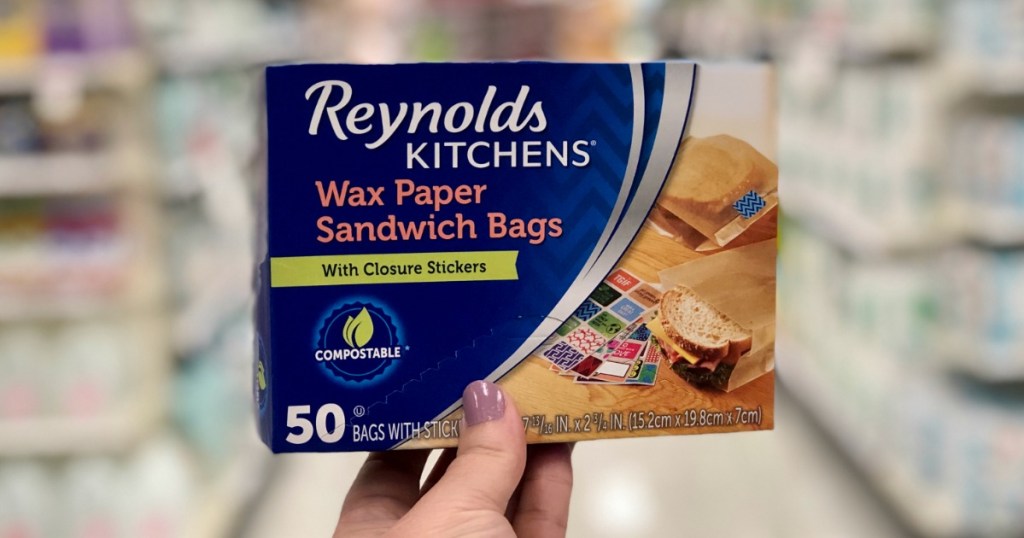 Reynolds
KITCHENS®
Wax Paper
Sandwich Bags
With Closure Stickers
COMPOSTABLE
50 BAGS WITH STICK
IN. x 2 IN. (15.2cm x 19.8cm x 7cm)